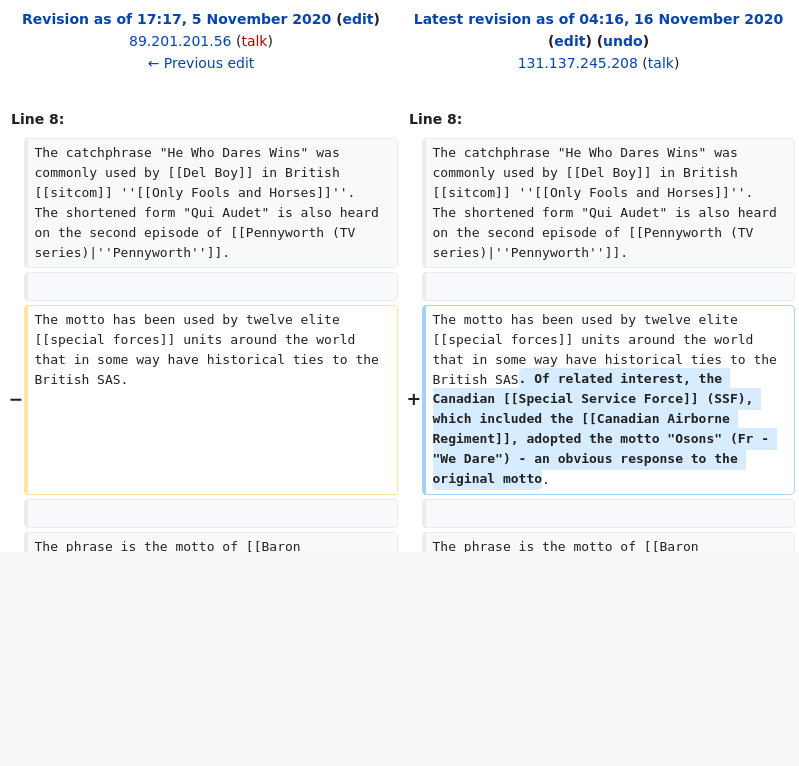 Revision as of 17:17, 5 November 2020 (edit)
89.201.201.56 (talk)
← Previous edit
Latest revision as of 04:16, 16 November 2020
(edit) (undo)
131.137.245.208 (talk)
Line 8:
Line 8:
The catchphrase "He Who Dares Wins" was
commonly used by [[Del Boy]] in British
[[sitcom]] ''[[Only Fools and Horses]]''.
The shortened form "Qui Audet" is also heard
on the second episode of [[Pennyworth (TV
series)|''Pennyworth'']].
The catchphrase "He Who Dares Wins" was
commonly used by [[Del Boy]] in British
[[sitcom]] ''[[Only Fools and Horses]]''.
The shortened form "Qui Audet" is also heard
on the second episode of [[Pennyworth (TV
series)|''Pennyworth'']].
−
The motto has been used by twelve elite
[[special forces]] units around the world
that in some way have historical ties to the
British SAS.
+
The motto has been used by twelve elite
[[special forces]] units around the world
that in some way have historical ties to the
British SAS. Of related interest, the
Canadian [[Special Service Force]] (SSF),
which included the [[Canadian Airborne
Regiment]], adopted the motto "Osons" (Fr -
"We Dare") - an obvious response to the
original motto.
The phrase is the motto of [[Baron
The phrase is the motto of [[Baron